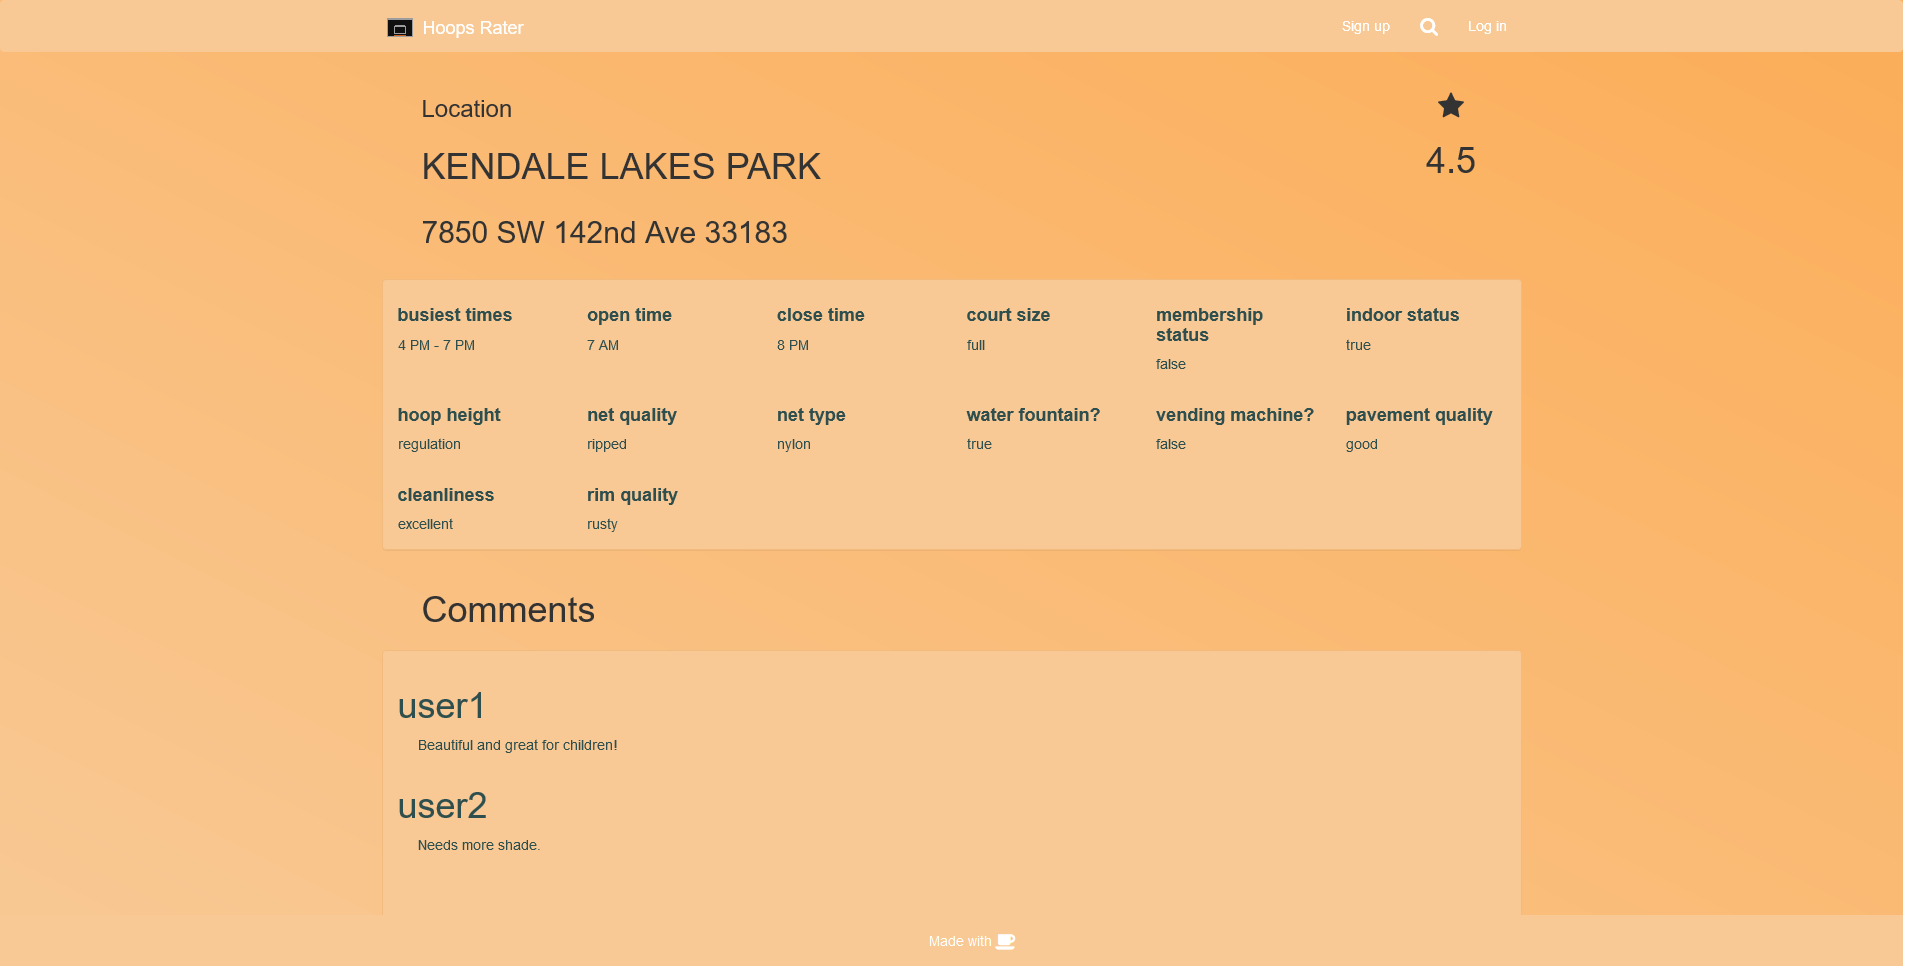 Hoops Rater
Sign up
Log in
Location
KENDALE LAKES PARK
4.5
7850 SW 142nd Ave 33183
busiest times
4 PM - 7 PM
open time
7 AM
close time
8 PM
court size
full
membership
status
false
indoor status
true
hoop height
regulation
net quality
ripped
net type
nylon
water fountain?
true
vending machine?
false
pavement quality
good
cleanliness
excellent
rim quality
rusty
Comments
user1
Beautiful and great for children!
user2
Needs more shade.
Made with